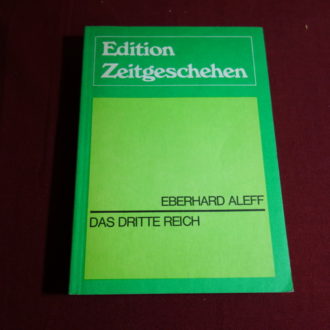 Edition
Zeitgeschehen
EBERHARD ALEFF
DAS DRITTE REICH